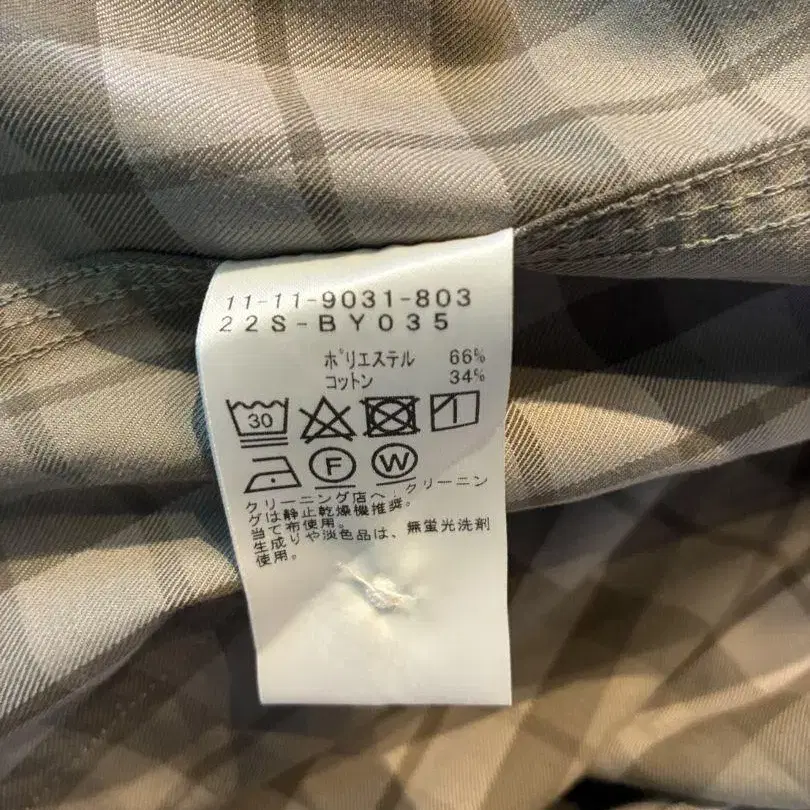 11-11-9031-803
22S-BY035
ポリエステル 66%
コットン 34%
30
F W
クリーニング店へ、クリーニン
グは静止乾燥機推奨。
当て布使用。
生成りや淡色品は、無蛍光洗剤
使用。